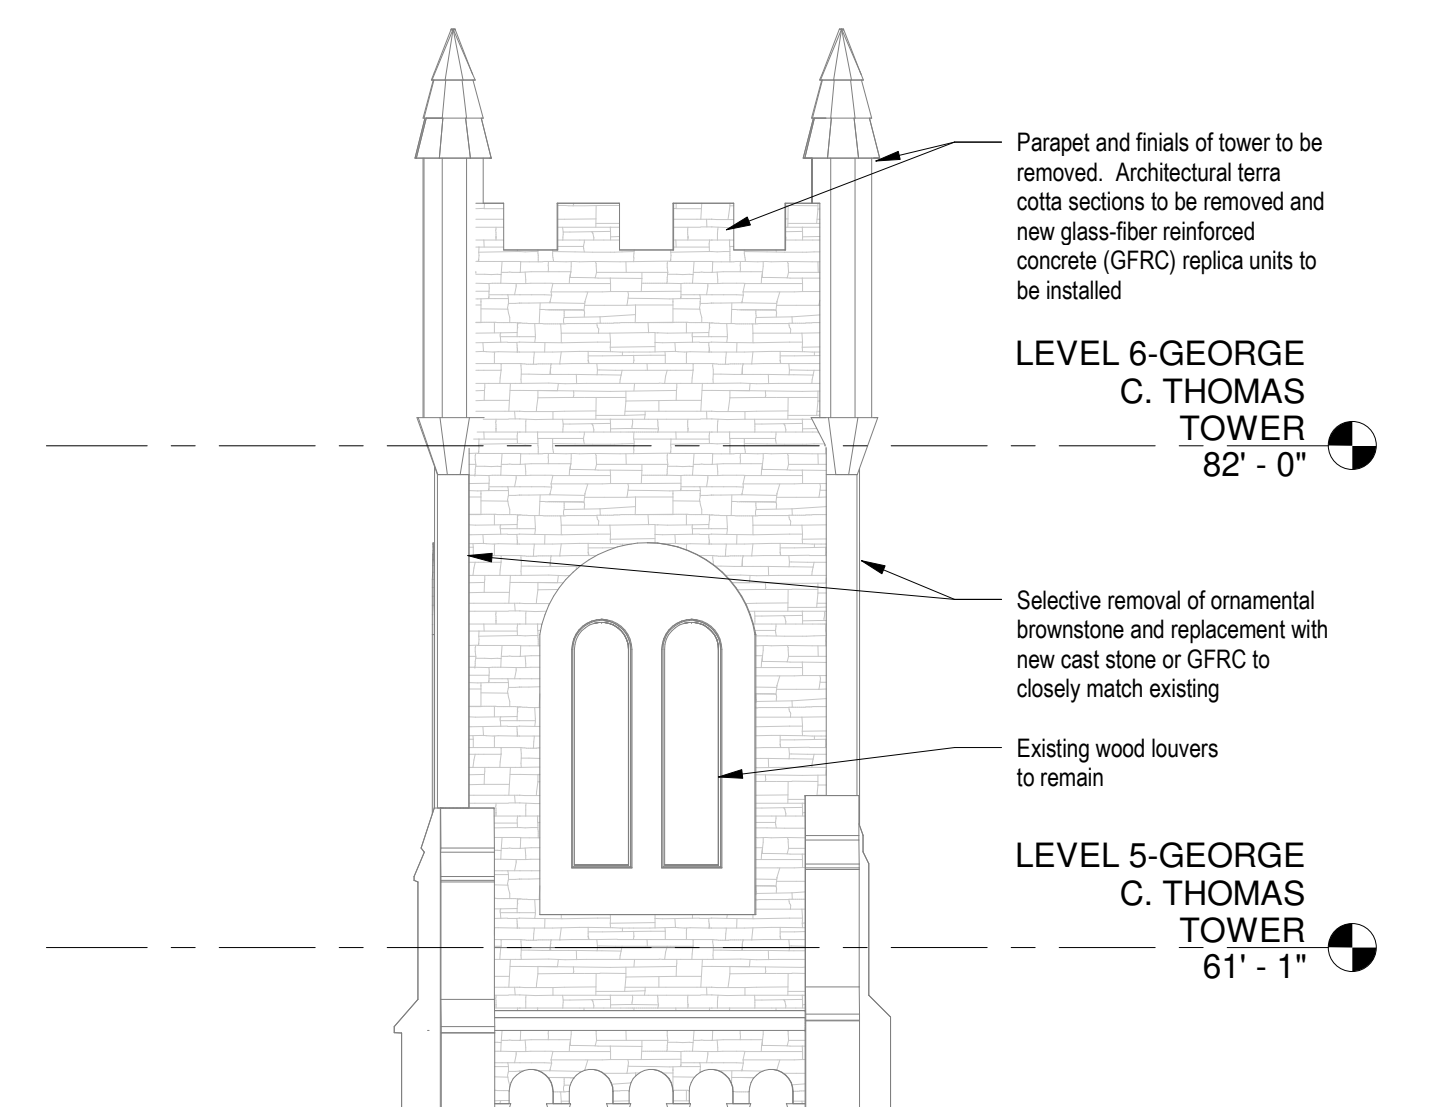 Parapet and finials of tower to be
removed.  Architectural terra
cotta sections to be removed and
new glass-fiber reinforced
concrete (GFRC) replica units to
be installed
LEVEL 6-GEORGE
C. THOMAS
TOWER
82' - 0"
Selective removal of ornamental
brownstone and replacement with
new cast stone or GFRC to
closely match existing
Existing wood louvers
to remain
LEVEL 5-GEORGE
C. THOMAS
TOWER
61' - 1"